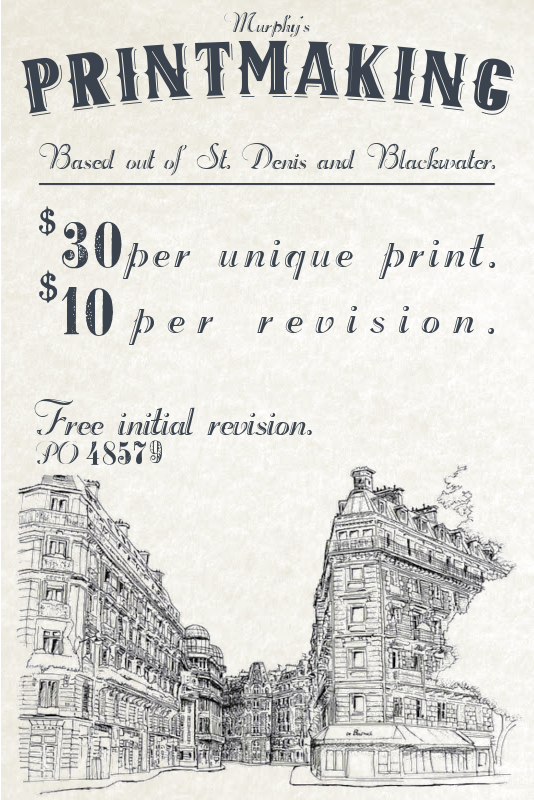 Murphy's
PRINTMAKING
Based out of St. Denis and Blackwater.
$30 per unique print.
$10 per revision.
Free initial revision.
PO 48579